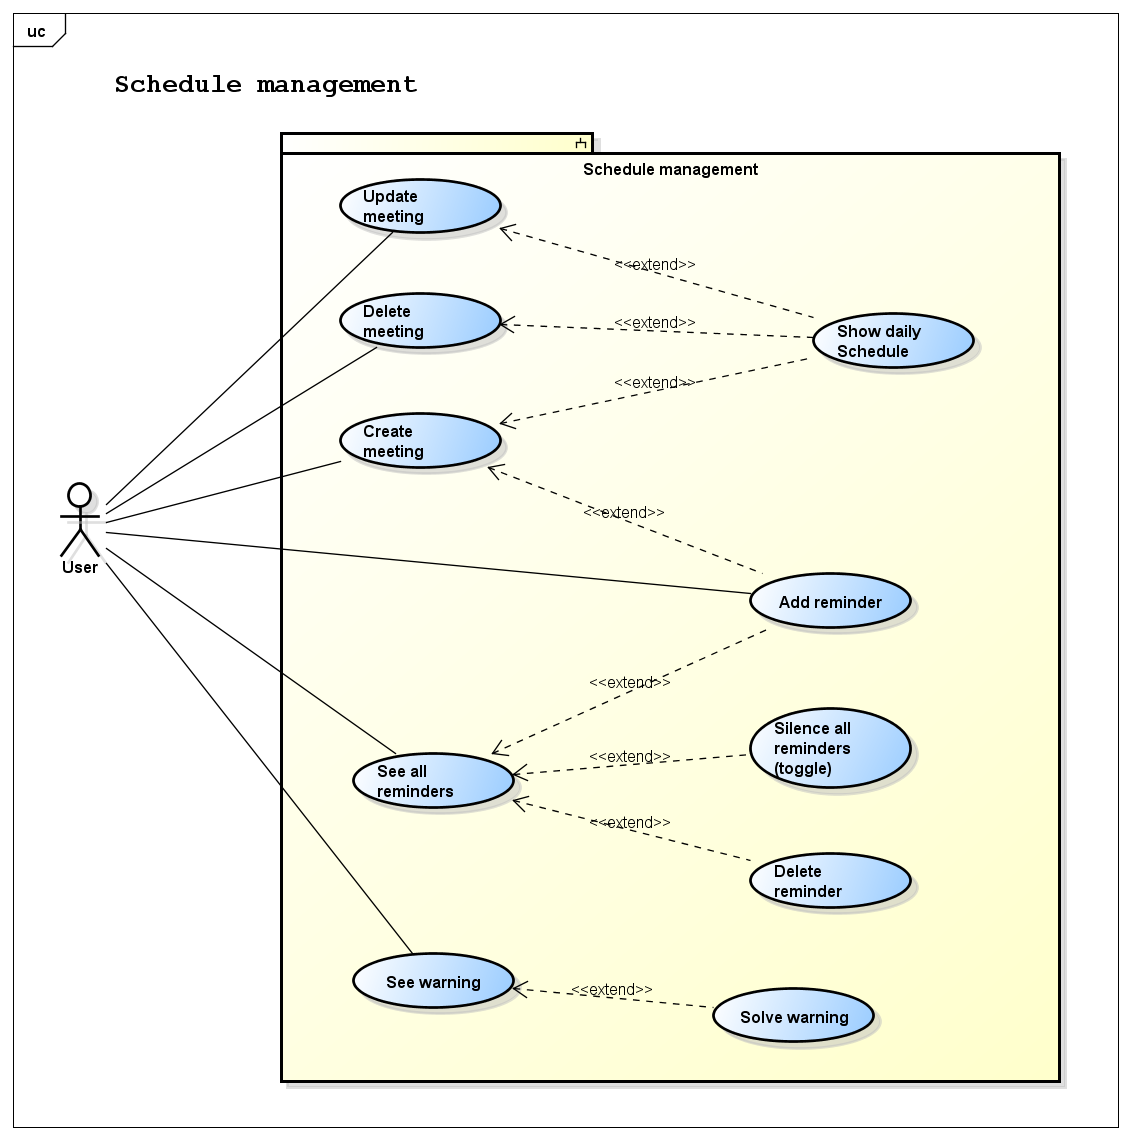 uc
Schedule management
Schedule management
Update
meeting
<<extend>>
Delete
meeting
<<extend>>
Show daily
Schedule
<<extend>>
Create
meeting
<<extend>>
User
Add reminder
<<extend>>
Silence all
reminders
(toggle)
<<extend>>
See all
reminders
<<extend>>
Delete
reminder
See warning
<<extend>>
Solve warning